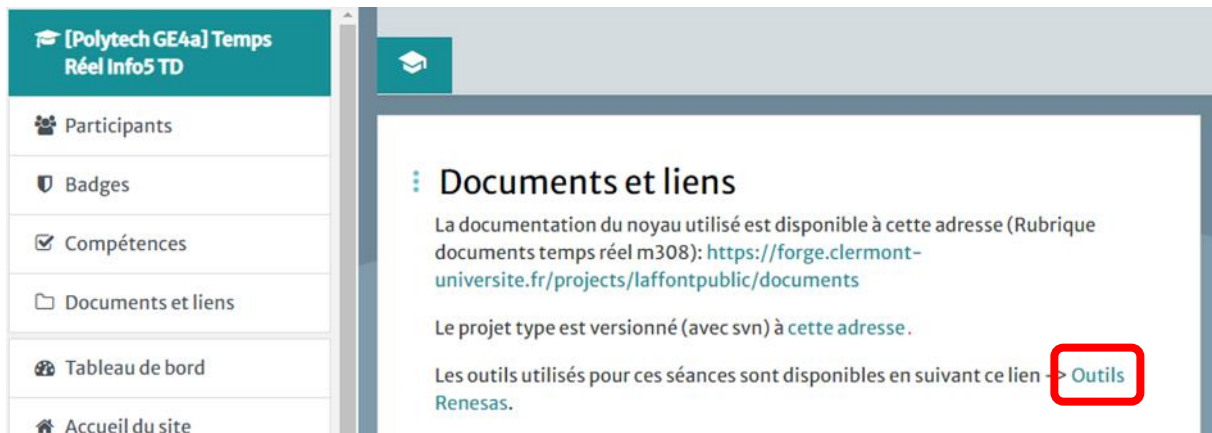 [Polytech GE4a] Temps
Réel Info5 TD
Participants
Badges
Compétences
Documents et liens
Tableau de bord
Accueil du site
Documents et liens
La documentation du noyau utilisé est disponible à cette adresse (Rubrique
documents temps réel m308): https://forge.clermont-
universite.fr/projects/laffontpublic/documents
Le projet type est versionné (avec svn) à cette adresse.
Les outils utilisés pour ces séances sont disponibles en suivant ce lien -> Outils
Renesas.